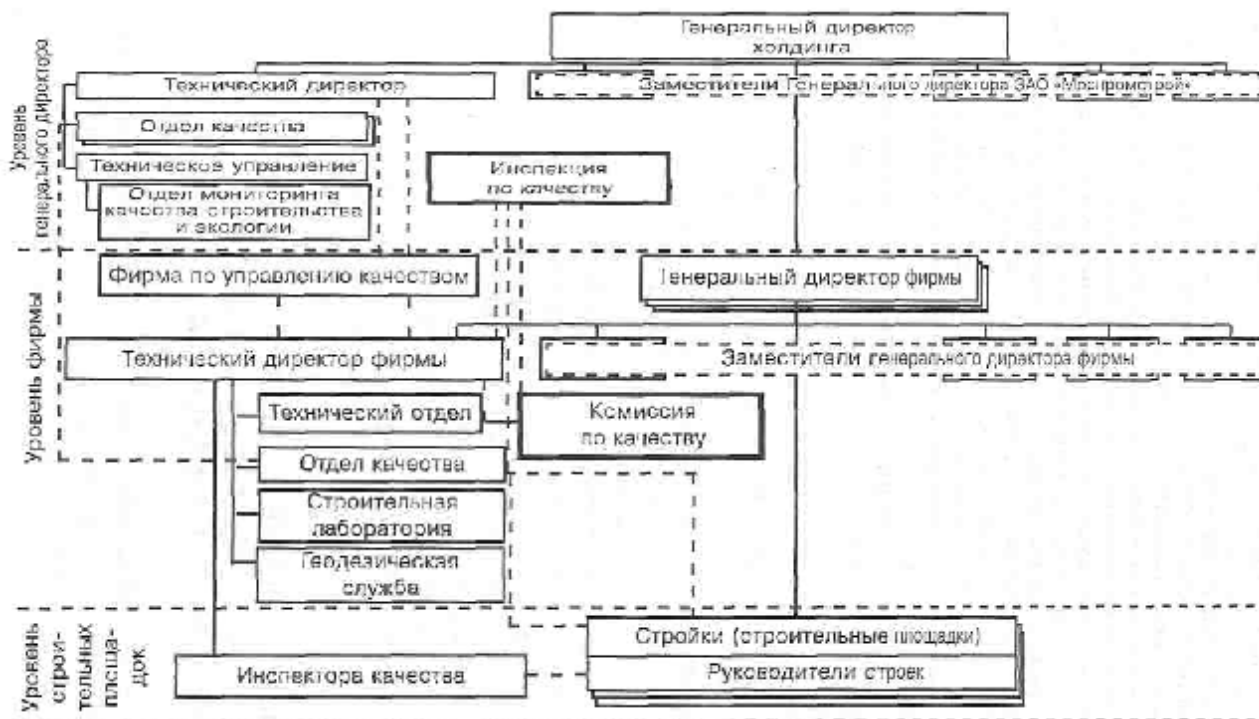 Уровень
генерального директора
Генеральный директор
холдинга
Технический директор
Заместители Генерального директора ЗАО «Моспромстрой»
Отдел качества
Техническое управление
Отдел мониторинга
качества строительства
и экологии
Инспекция
по качеству
Уровень фирмы
Фирма по управлению качеством
Генеральный директор фирмы
Технический директор фирмы
Заместители генерального директора фирмы
Технический отдел
Комиссия
по качеству
Отдел качества
Строительная
лаборатория
Геодезическая
служба
Уровень
строи-
тельных
площа-
док
Стройки (строительные площадки)
Руководители строек
Инспектора качества